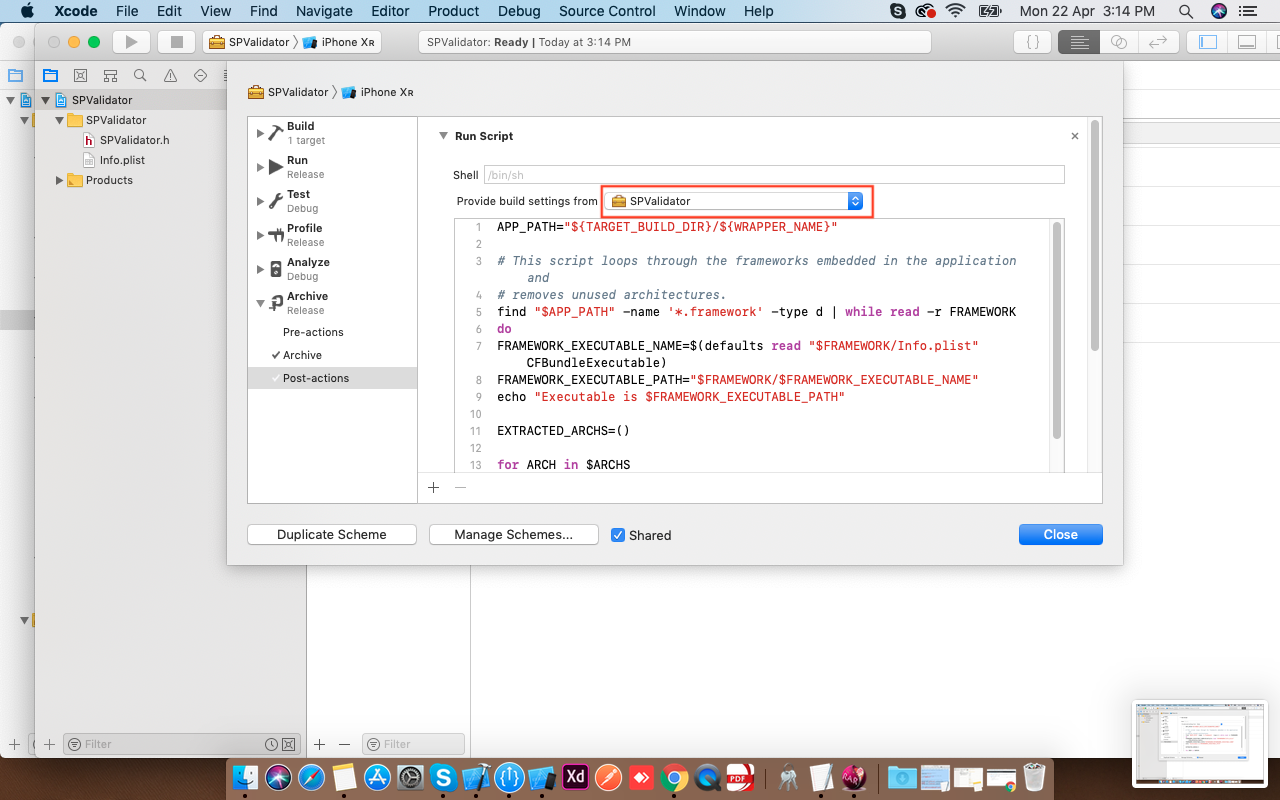 Xcode File Edit View Find Navigate Editor Product Debug Source Control Window Help Mon 22 Apr 3:14 PM
SPValidator iPhone XR SPValidator: Ready | Today at 3:14 PM
SPValidator
SPValidator
SPValidator.h
Info.plist
Products
SPValidator iPhone XR
Build
1 target
Run
Release
Test
Debug
Profile
Release
Analyze
Debug
Archive
Release
Pre-actions
Archive
Post-actions
Run Script
Shell /bin/sh
Provide build settings from SPValidator
1 APP_PATH="${TARGET_BUILD_DIR}/${WRAPPER_NAME}"
2
3 # This script loops through the frameworks embedded in the application
and
4 # removes unused architectures.
5 find "$APP_PATH" -name '*.framework' -type d | while read -r FRAMEWORK
6 do
7 FRAMEWORK_EXECUTABLE_NAME=$(defaults read "$FRAMEWORK/Info.plist"
CFBundleExecutable)
8 FRAMEWORK_EXECUTABLE_PATH="$FRAMEWORK/$FRAMEWORK_EXECUTABLE_NAME"
9 echo "Executable is $FRAMEWORK_EXECUTABLE_PATH"
10
11 EXTRACTED_ARCHS=()
12
13 for ARCH in $ARCHS
Duplicate Scheme Manage Schemes... Shared Close
Filter Filter
Xd PDF